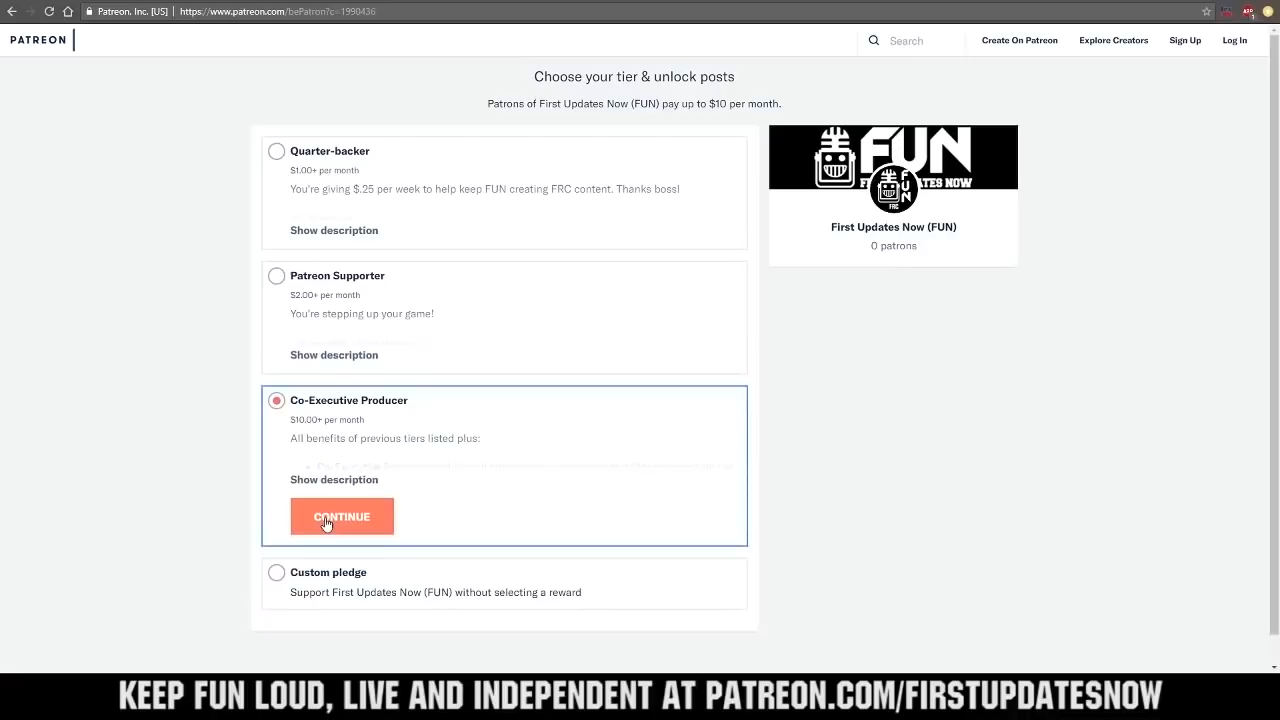 Patreon, Inc. [US] | https://www.patreon.com/bePatron?c=1990436
PATREON
Search
Create On Patreon
Explore Creators
Sign Up
Log In
Choose your tier & unlock posts
Patrons of First Updates Now (FUN) pay up to $10 per month.
Quarter-backer
$1.00+ per month
You're giving $.25 per week to help keep FUN creating FRC content. Thanks boss!
Show description
Patreon Supporter
$2.00+ per month
You're stepping up your game!
Show description
Co-Executive Producer
$10.00+ per month
All benefits of previous tiers listed plus:
Show description
CONTINUE
Custom pledge
Support First Updates Now (FUN) without selecting a reward
FUN
UPDATES NOW
FUN
FRC
First Updates Now (FUN)
0 patrons
KEEP FUN LOUD, LIVE AND INDEPENDENT AT PATREON.COM/FIRSTUPDATESNOW